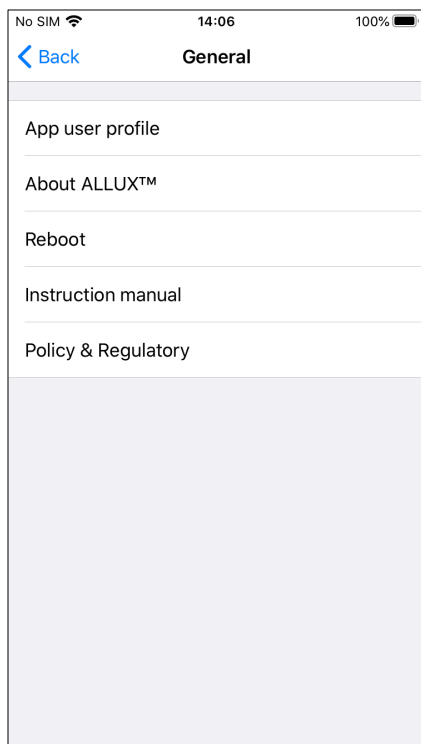 No SIM 14:06 100%
Back General
App user profile
About ALLUX™
Reboot
Instruction manual
Policy & Regulatory